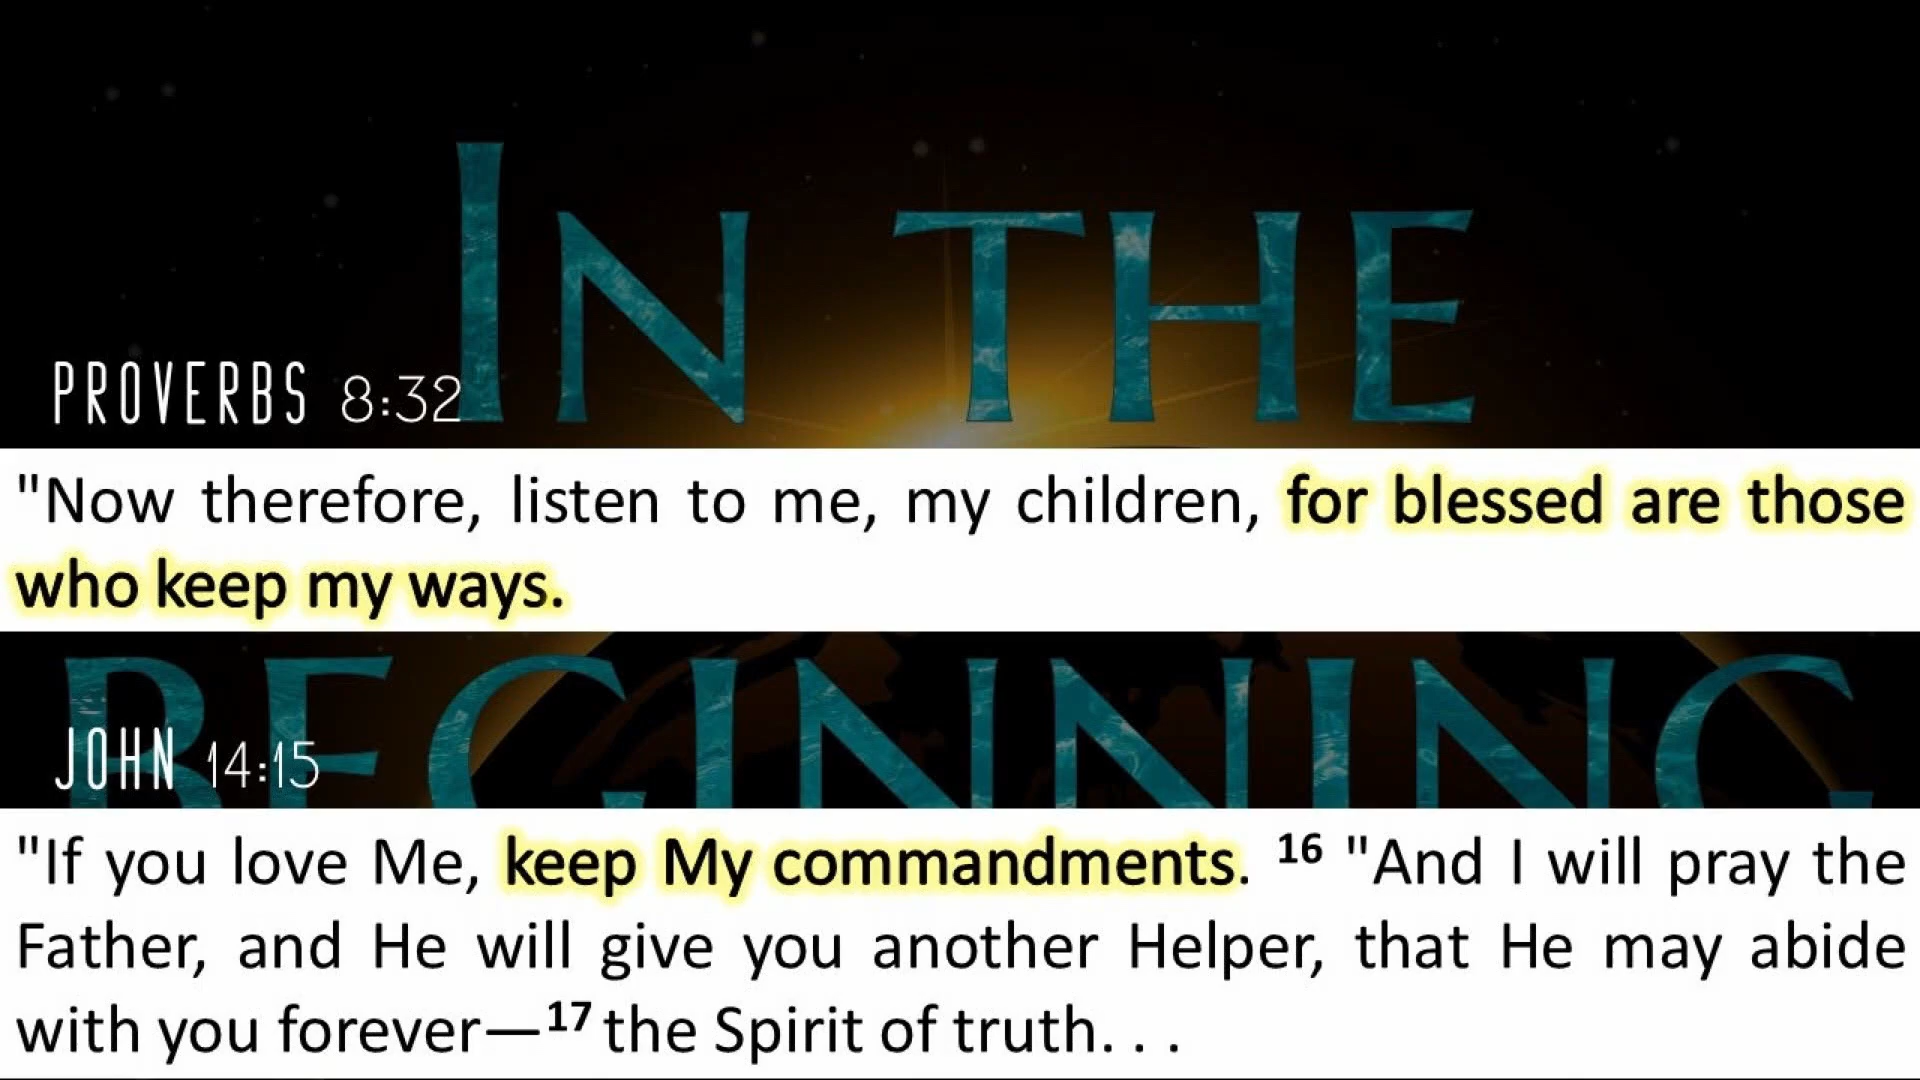 IN THE
PROVERBS 8:32
"Now therefore, listen to me, my children, for blessed are those
who keep my ways.
BEGINNING
JOHN 14:15
"If you love Me, keep My commandments. 16 "And I will pray the
Father, and He will give you another Helper, that He may abide
with you forever—17 the Spirit of truth. . .